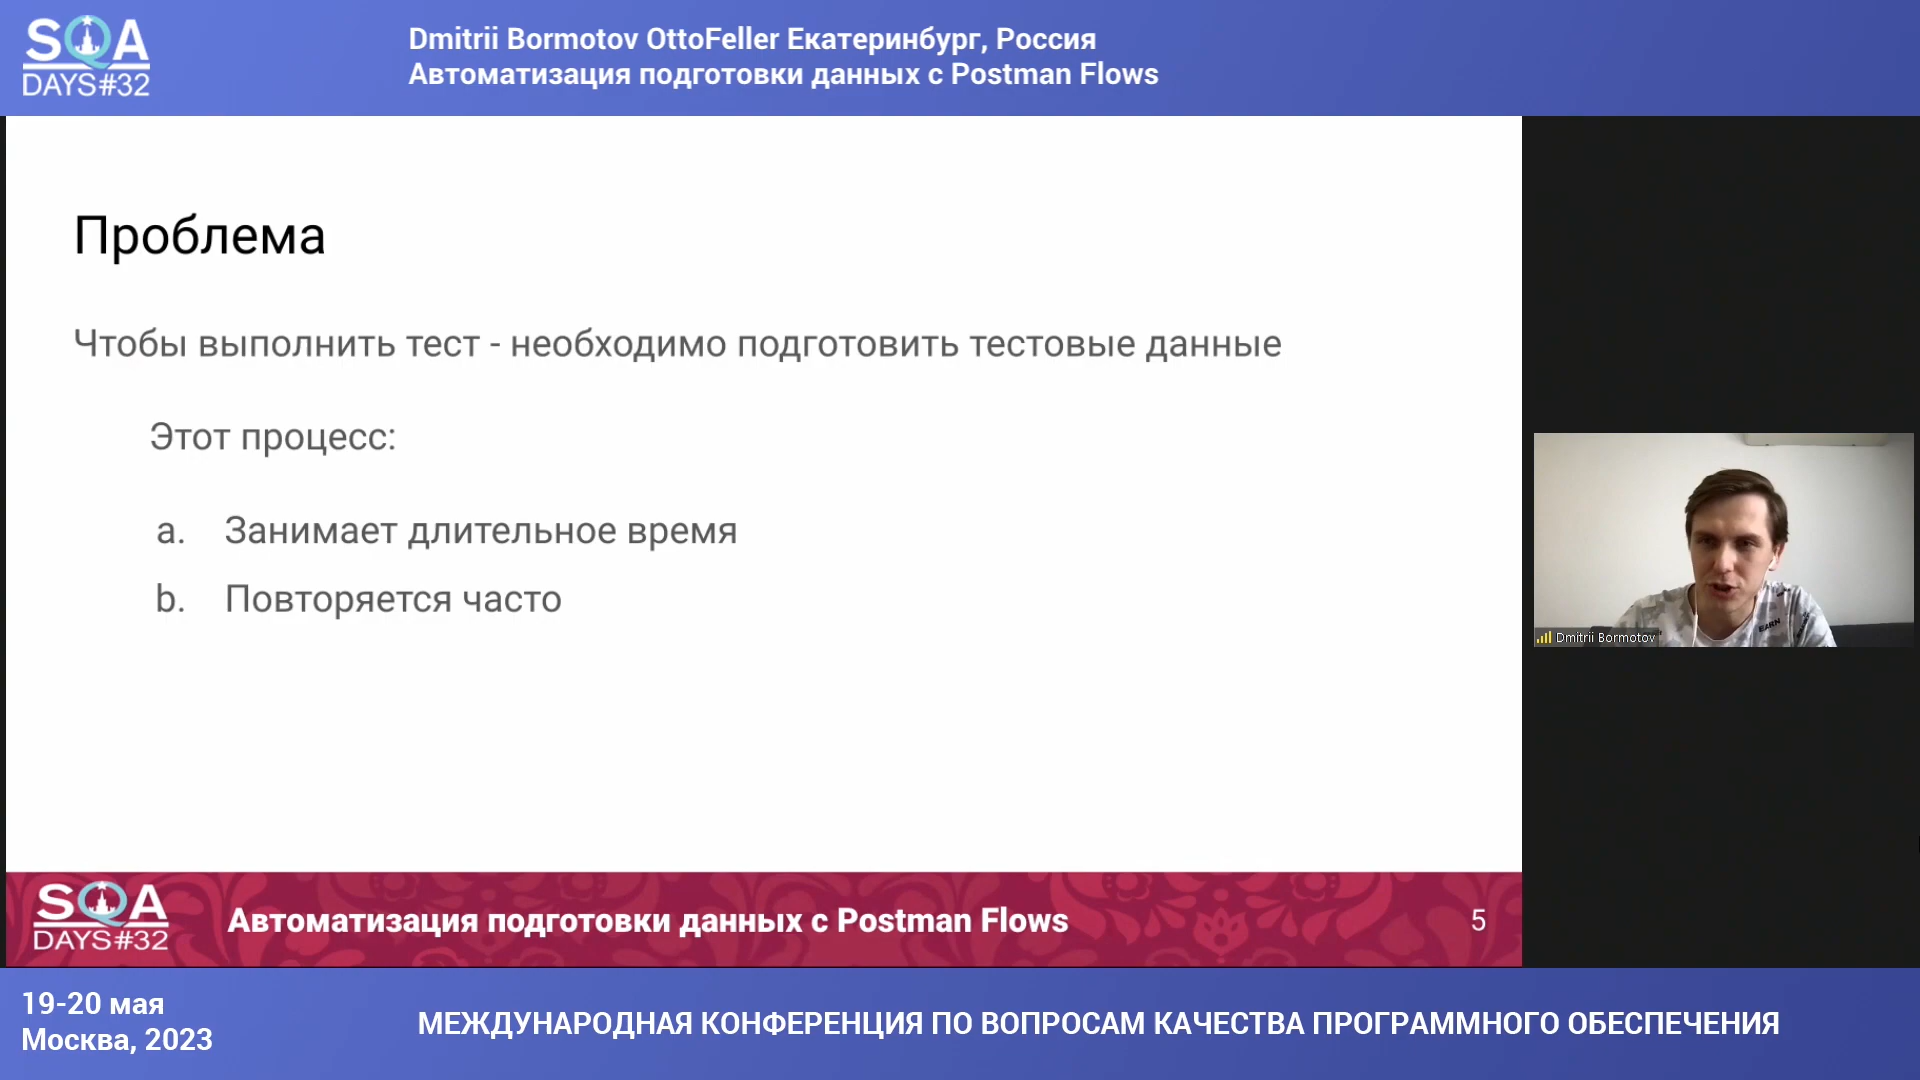 SQA
DAYS#32
Dmitrii Bormotov OttoFeller Екатеринбург, Россия
Автоматизация подготовки данных с Postman Flows
Проблема
Чтобы выполнить тест - необходимо подготовить тестовые данные
Этот процесс:
a. Занимает длительное время
b. Повторяется часто
EARN
Dmitrii Bormotov
SQA
DAYS#32
Автоматизация подготовки данных с Postman Flows
5
19-20 мая
Москва, 2023
МЕЖДУНАРОДНАЯ КОНФЕРЕНЦИЯ ПО ВОПРОСАМ КАЧЕСТВА ПРОГРАММНОГО ОБЕСПЕЧЕНИЯ